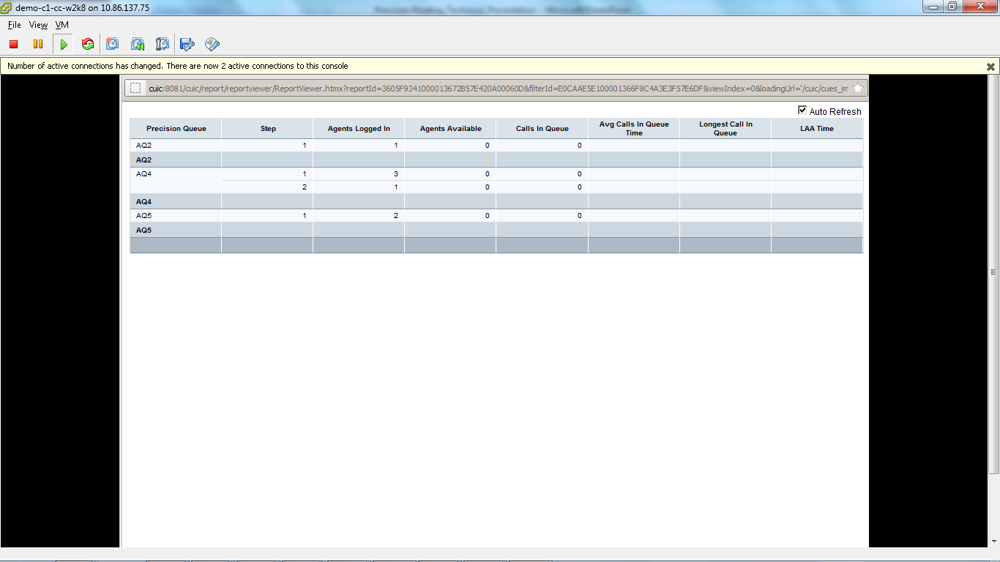 demo-c1-cc-w2k8 on 10.86.137.75
File View VM
Number of active connections has changed. There are now 2 active connections to this console
cuic:8081/cuic/report/reportviewer/ReportViewer.htmx?reportId=3605F9341000013672B57E420A00060D&filterId=E0CAAE5E100001366F8C4A3E3F57E6DF&viewIndex=0&loadingUrl='/cuic/cues_im
Auto Refresh
Precision Queue Step Agents Logged In Agents Available Calls In Queue Avg Calls In Queue Time Longest Call In Queue LAA Time
AQ2 1 1 0 0
AQ2
AQ4 1 3 0 0
2 1 0 0
AQ4
AQ5 1 2 0 0
AQ5